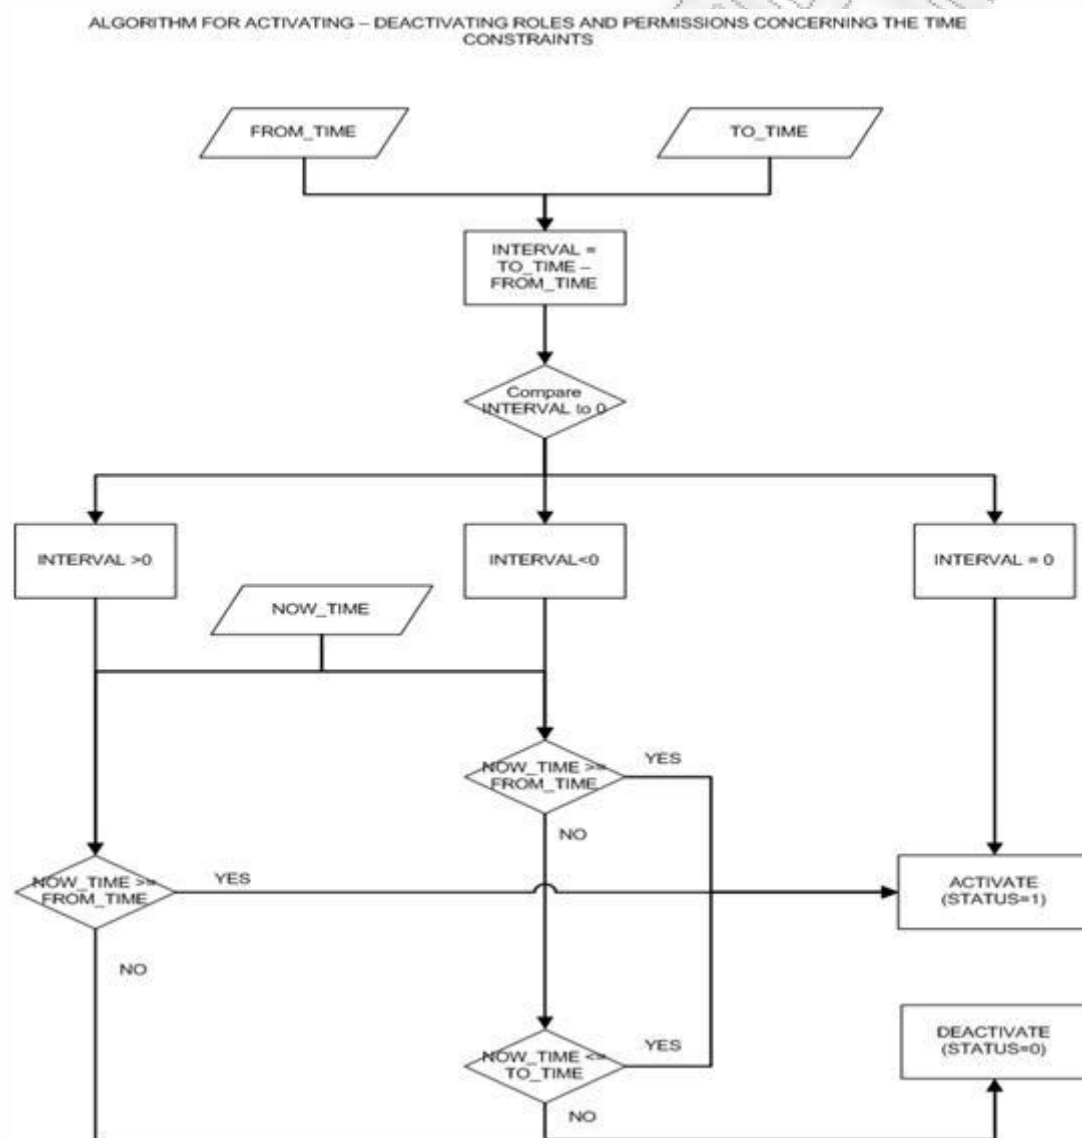 ALGORITHM FOR ACTIVATING – DEACTIVATING ROLES AND PERMISSIONS CONCERNING THE TIME
CONSTRAINTS
FROM_TIME
TO_TIME
INTERVAL =
TO_TIME –
FROM_TIME
Compare
INTERVAL to 0
INTERVAL >0
INTERVAL<0
INTERVAL = 0
NOW_TIME
NOW_TIME >=
FROM_TIME
YES
NO
NOW_TIME >=
FROM_TIME
YES
NO
ACTIVATE
(STATUS=1)
NOW_TIME <=
TO_TIME
YES
NO
DEACTIVATE
(STATUS=0)